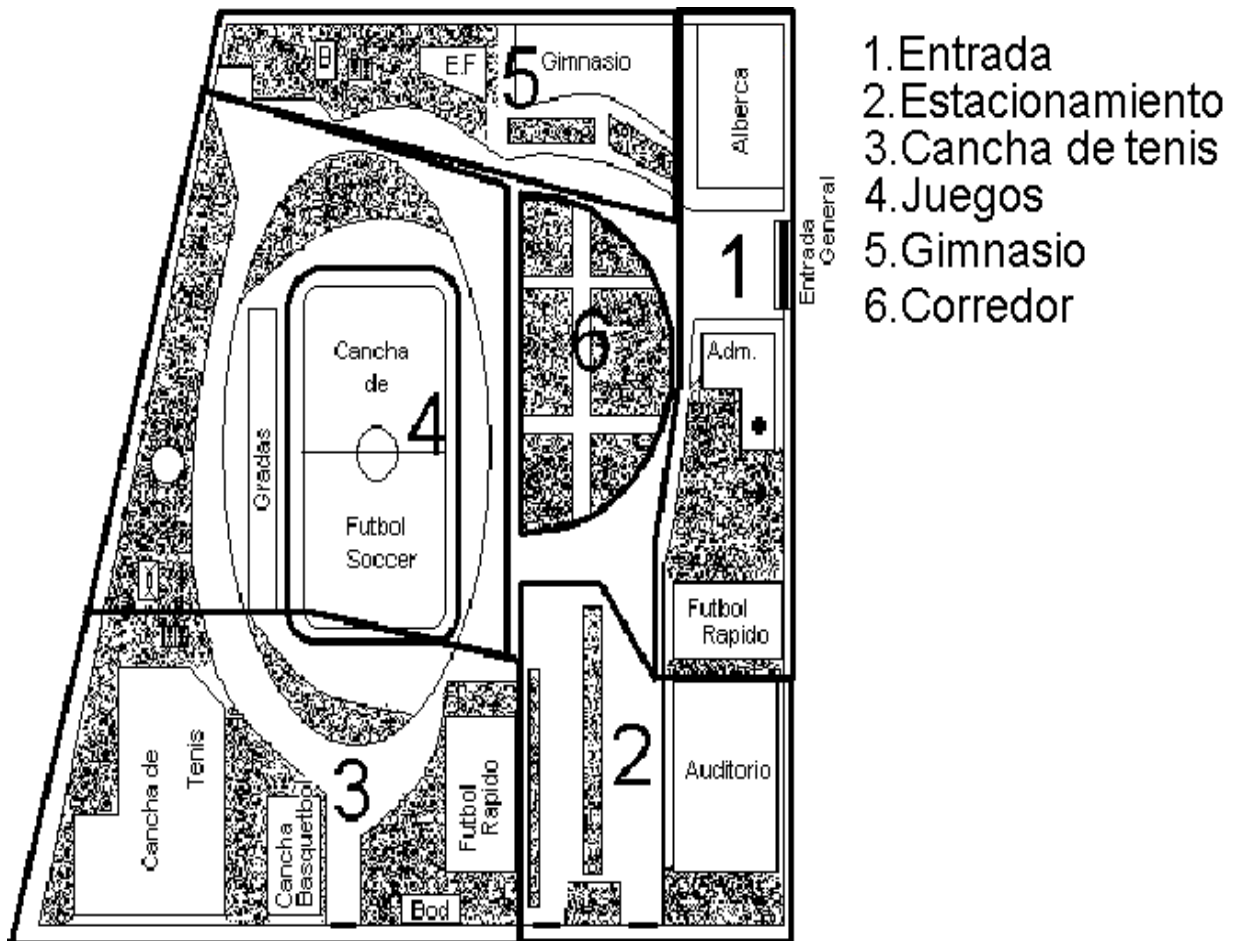 B
E.F
5
Gimnasio
Alberca
Entrada
General
1
6
Adm.
Cancha
de
4
Gradas
Futbol
Soccer
Futbol
Rapido
Cancha de
Tenis
3
Cancha
Basquetbol
Futbol
Rapido
Bod
2
Auditorio
1.Entrada
2.Estacionamiento
3.Cancha de tenis
4.Juegos
5.Gimnasio
6.Corredor